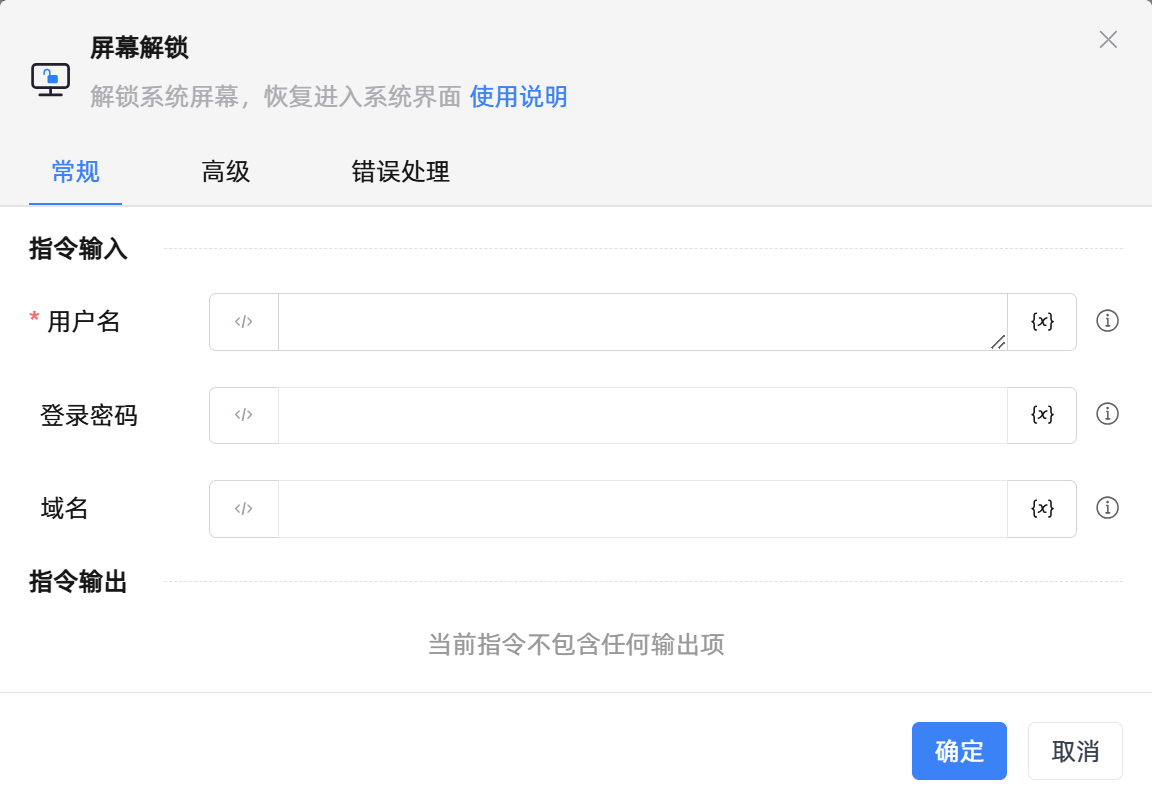 屏幕解锁
解锁系统屏幕，恢复进入系统界面 使用说明
常规 高级 错误处理
指令输入
* 用户名 </> {x}
登录密码 </> {x}
域名 </> {x}
指令输出
当前指令不包含任何输出项
确定 取消